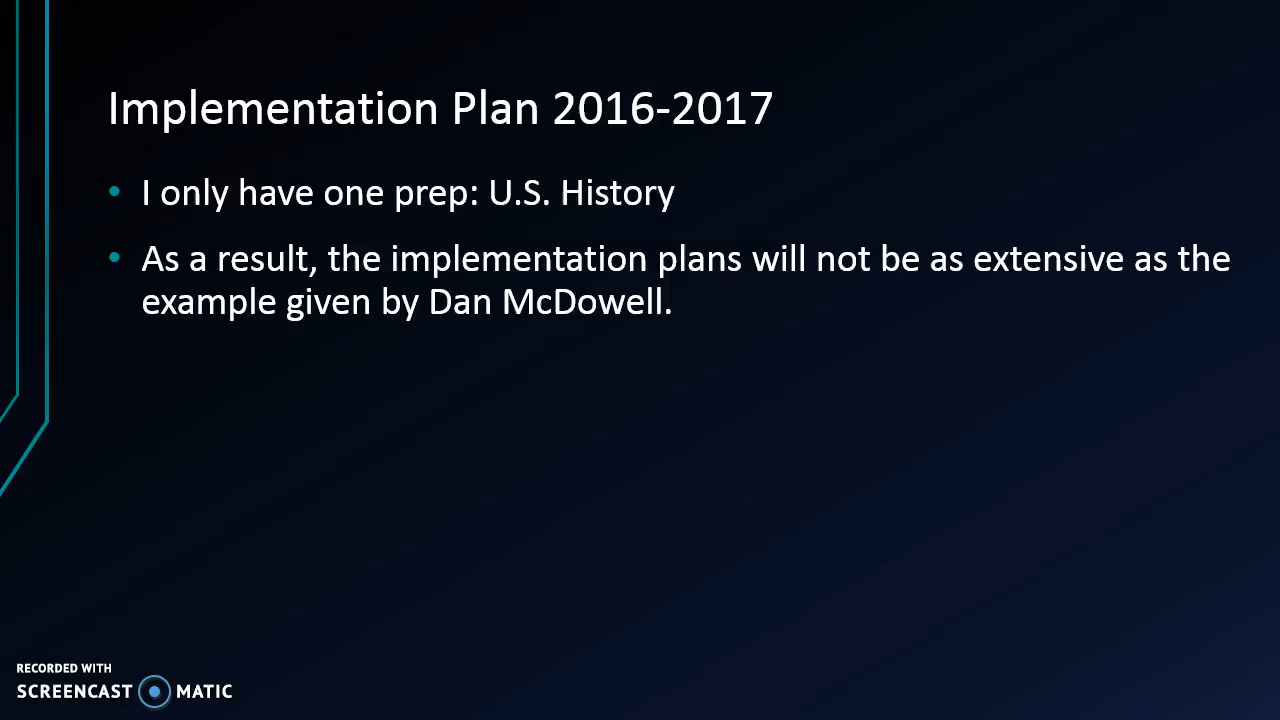 Implementation Plan 2016-2017
• I only have one prep: U.S. History
• As a result, the implementation plans will not be as extensive as the
example given by Dan McDowell.
RECORDED WITH
SCREENCAST MATIC